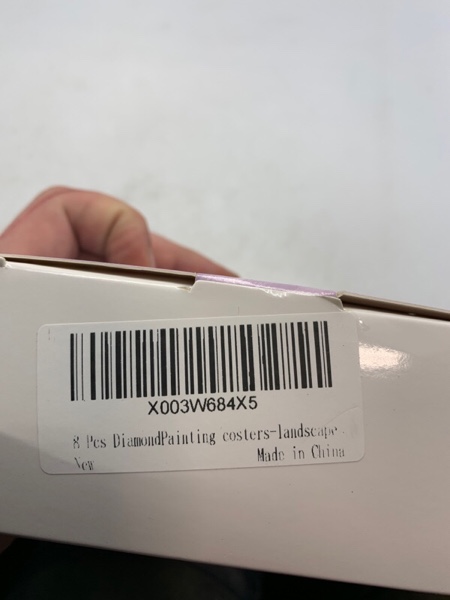 X003W684X5
8 Pcs DiamondPainting costers-landscape
New
Made in China